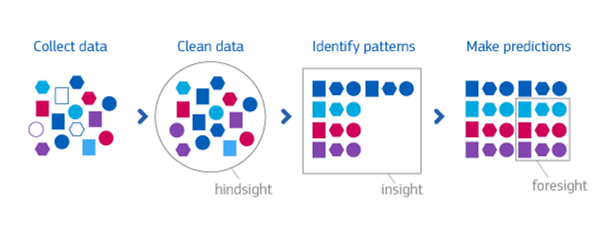 Collect data
Clean data
Identify patterns
Make predictions
hindsight
insight
foresight